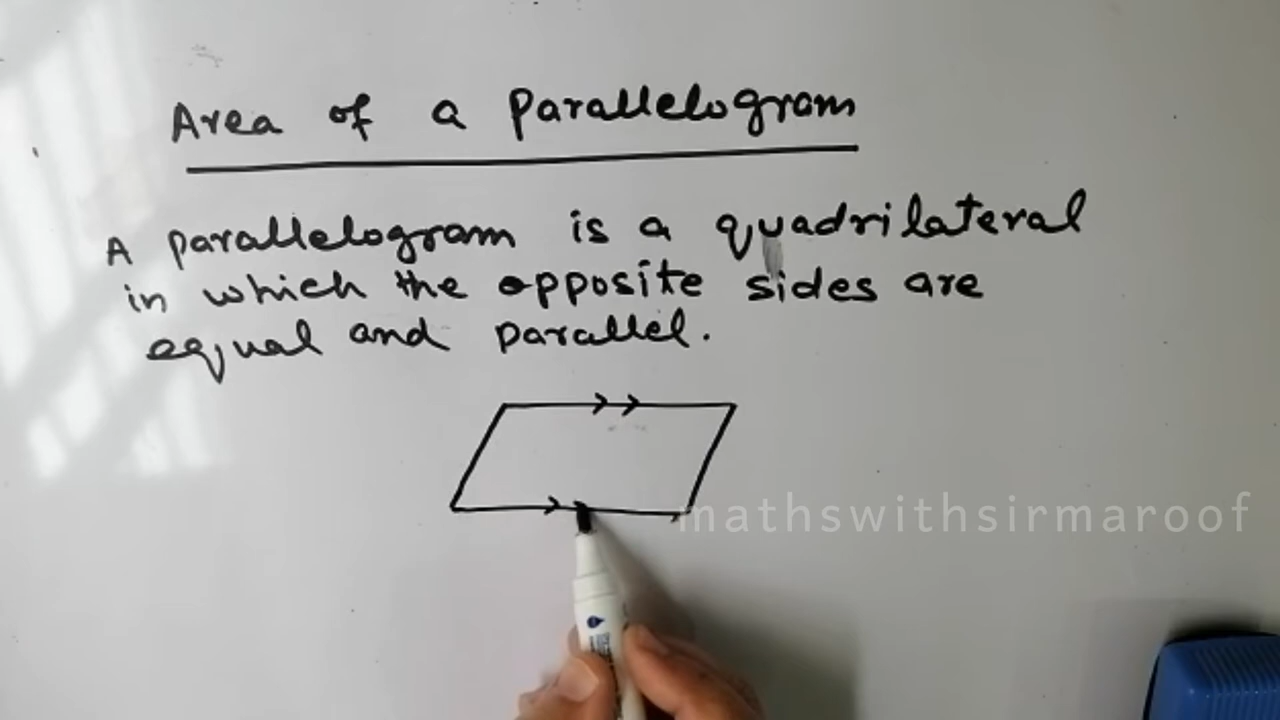 Area of a parallelogram
A parallelogram is a quadrilateral
in which the opposite sides are
equal and parallel.
mathswithsirmaroof